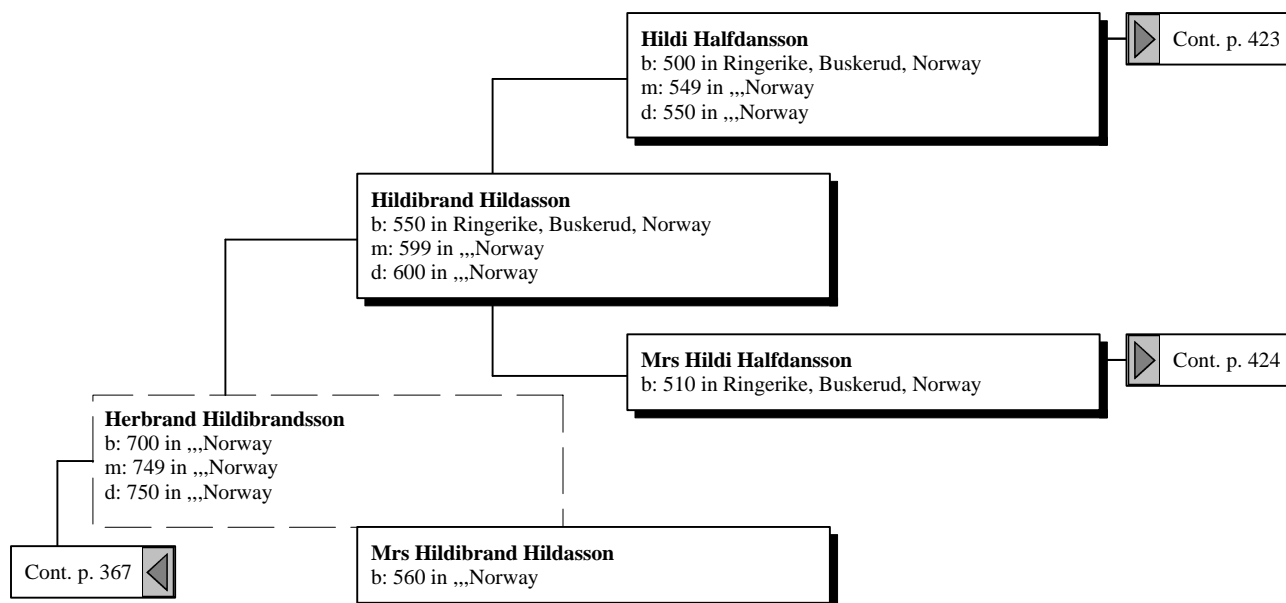 Hildi Halfdansson
b: 500 in Ringerike, Buskerud, Norway
m: 549 in ,,,Norway
d: 550 in ,,,Norway
Cont. p. 423
Hildibrand Hildasson
b: 550 in Ringerike, Buskerud, Norway
m: 599 in ,,,Norway
d: 600 in ,,,Norway
Mrs Hildi Halfdansson
b: 510 in Ringerike, Buskerud, Norway
Cont. p. 424
Herbrand Hildibrandsson
b: 700 in ,,,Norway
m: 749 in ,,,Norway
d: 750 in ,,,Norway
Cont. p. 367
Mrs Hildibrand Hildasson
b: 560 in ,,,Norway